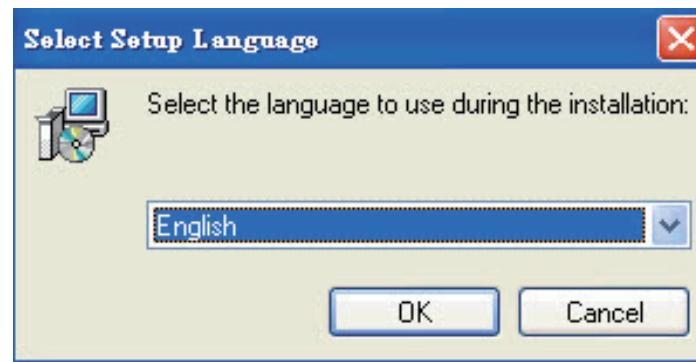 Select Setup Language
Select the language to use during the installation:
English
OK
Cancel